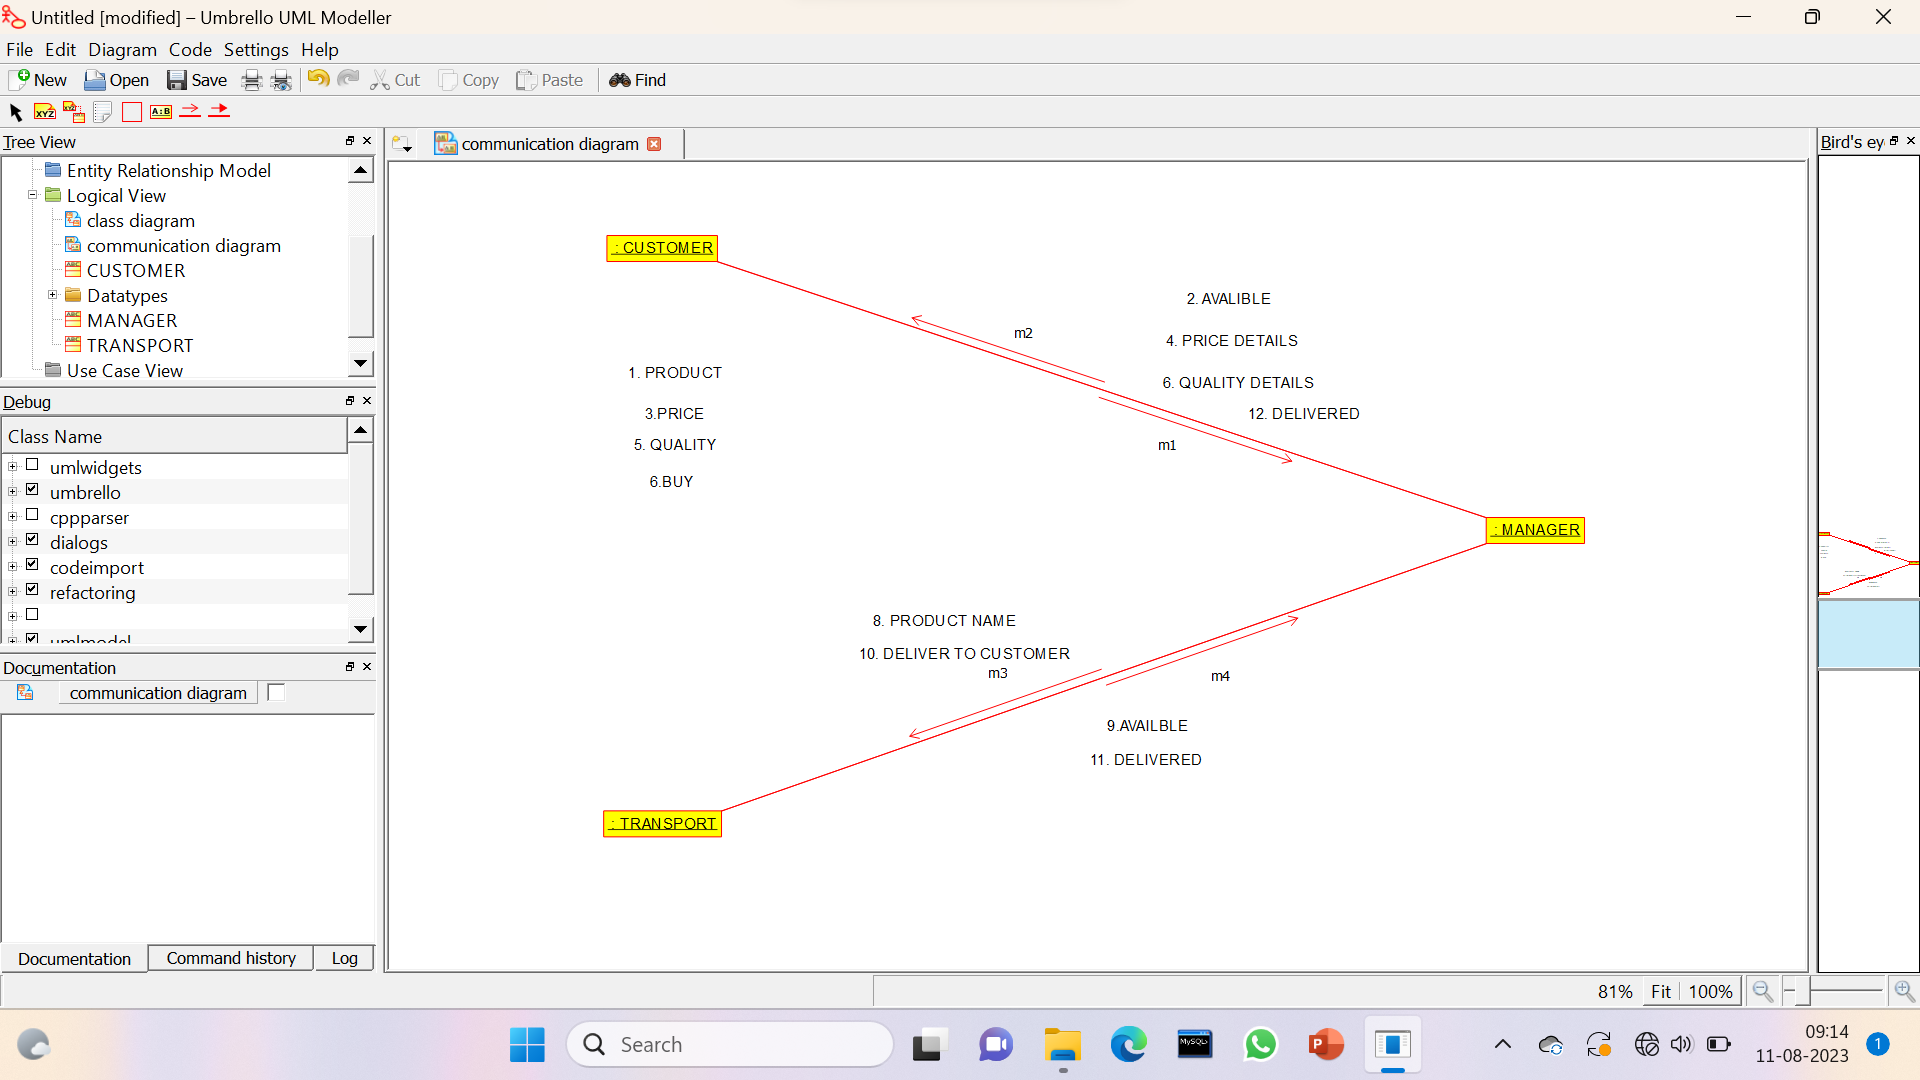 Untitled [modified] – Umbrello UML Modeller
File Edit Diagram Code Settings Help
New Open Save Cut Copy Paste Find
XYZ XYZ A:B
Tree View
Entity Relationship Model
Logical View
class diagram
communication diagram
CUSTOMER
Datatypes
MANAGER
TRANSPORT
Use Case View
Debug
Class Name
umlwidgets
umbrello
cppparser
dialogs
codeimport
refactoring
umlmodel
Documentation
communication diagram
Documentation Command history Log
communication diagram
: CUSTOMER
2. AVALIBLE
m2
4. PRICE DETAILS
1. PRODUCT
6. QUALITY DETAILS
3.PRICE
12. DELIVERED
5. QUALITY
m1
6.BUY
: MANAGER
8. PRODUCT NAME
10. DELIVER TO CUSTOMER
m3
m4
9.AVAILBLE
11. DELIVERED
: TRANSPORT
Bird's ey
81% Fit 100%
Search
MySQL
P
09:14
11-08-2023
1